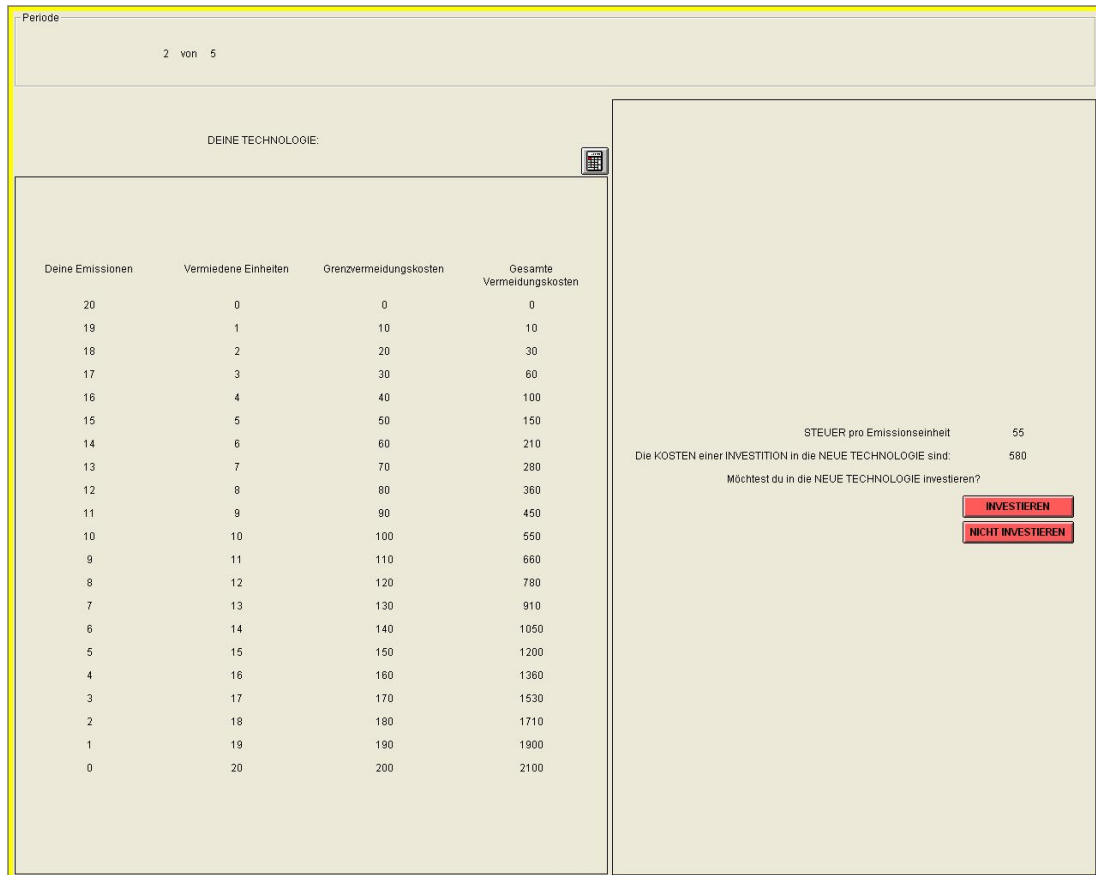 Periode
2 von 5
DEINE TECHNOLOGIE:
Deine Emissionen Vermiedene Einheiten Grenzvermeidungskosten Gesamte
Vermeidungskosten
20 0 0 0
19 1 10 10
18 2 20 30
17 3 30 60
16 4 40 100
15 5 50 150
14 6 60 210
13 7 70 280
12 8 80 360
11 9 90 450
10 10 100 550
9 11 110 660
8 12 120 780
7 13 130 910
6 14 140 1050
5 15 150 1200
4 16 160 1360
3 17 170 1530
2 18 180 1710
1 19 190 1900
0 20 200 2100
STEUER pro Emissionseinheit 55
Die KOSTEN einer INVESTITION in die NEUE TECHNOLOGIE sind: 580
Möchtest du in die NEUE TECHNOLOGIE investieren?
INVESTIEREN
NICHT INVESTIEREN